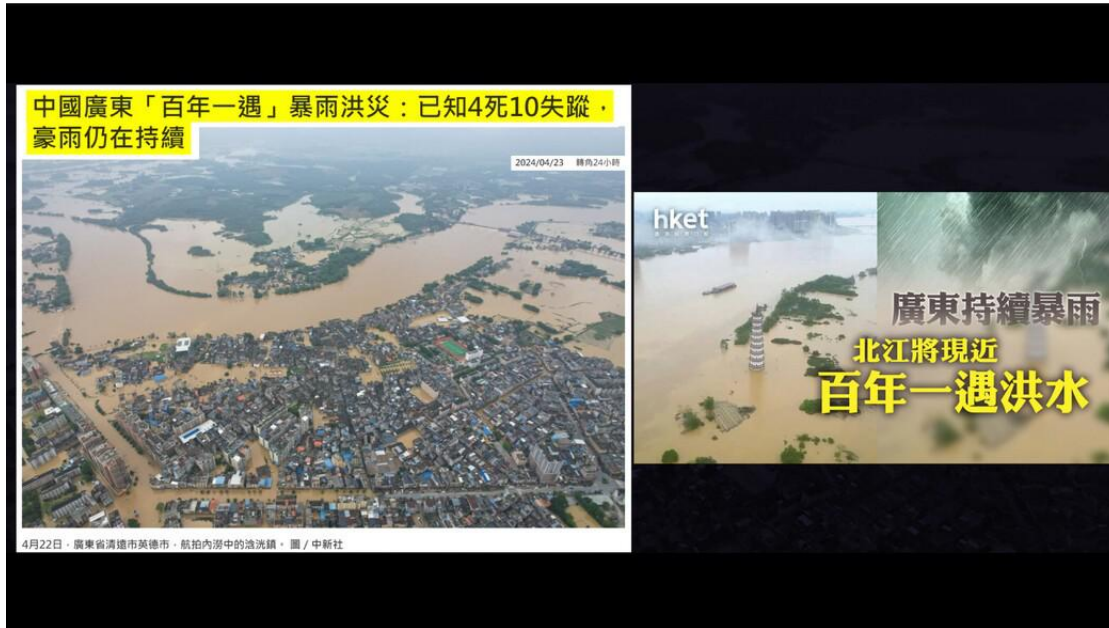 中國廣東「百年一遇」暴雨洪災：已知4死10失蹤，
豪雨仍在持續
2024/04/23 轉角24小時
4月22日，廣東省清遠市英德市，航拍內澇中的浛洸鎮。 圖／中新社
hket
廣東持續暴雨
北江將現近
百年一遇洪水